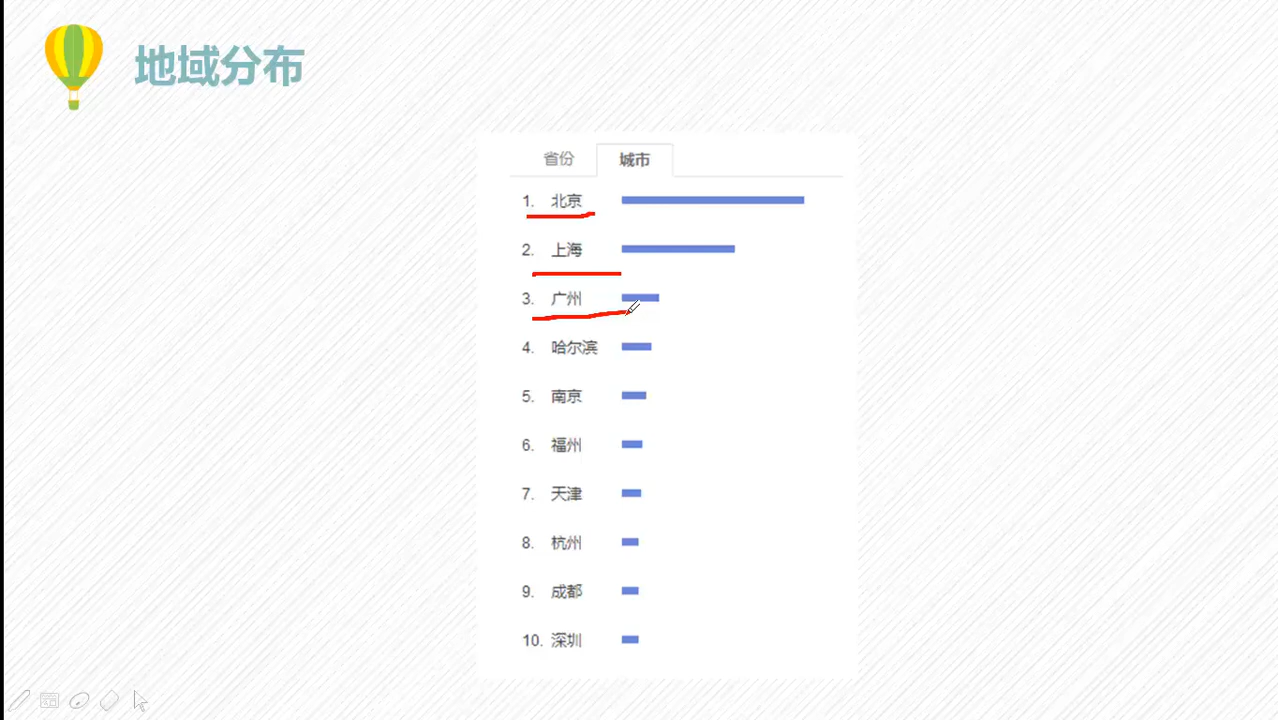 地域分布
省份 城市
1. 北京
2. 上海
3. 广州
4. 哈尔滨
5. 南京
6. 福州
7. 天津
8. 杭州
9. 成都
10. 深圳